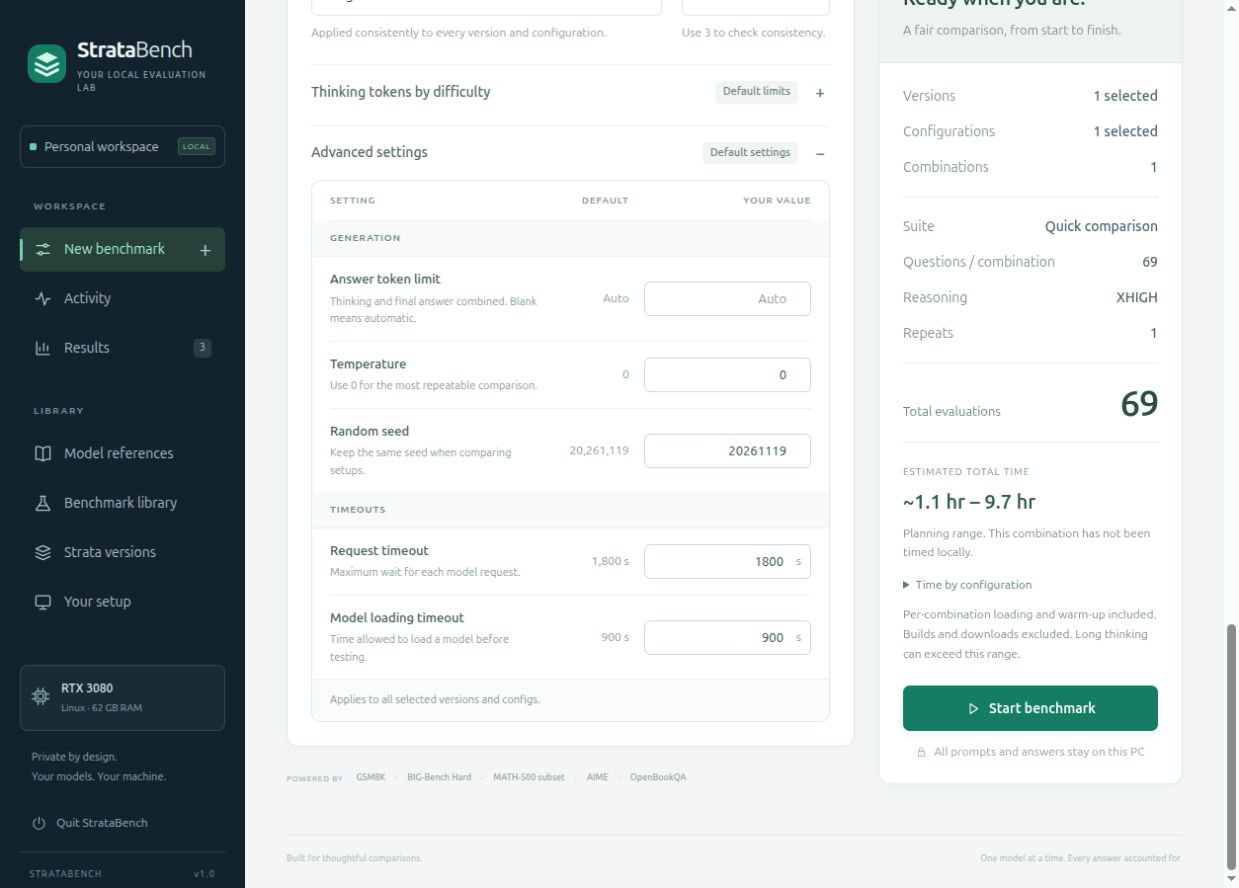 StrataBench
YOUR LOCAL EVALUATION
LAB
Personal workspace LOCAL
WORKSPACE
New benchmark +
Activity
Results 3
LIBRARY
Model references
Benchmark library
Strata versions
Your setup
RTX 3080
Linux · 62 GB RAM
Private by design.
Your models. Your machine.
Quit StrataBench
STRATABENCH v1.0
Applied consistently to every version and configuration.
Use 3 to check consistency.
Thinking tokens by difficulty Default limits +
Advanced settings Default settings −
SETTING DEFAULT YOUR VALUE
GENERATION
Answer token limit
Thinking and final answer combined. Blank
means automatic.
Auto Auto
Temperature
Use 0 for the most repeatable comparison.
0 0
Random seed
Keep the same seed when comparing
setups.
20,261,119 20261119
TIMEOUTS
Request timeout
Maximum wait for each model request.
1,800 s 1800 s
Model loading timeout
Time allowed to load a model before
testing.
900 s 900 s
Applies to all selected versions and configs.
POWERED BY GSM8K · BIG-Bench Hard · MATH-500 subset · AIME · OpenBookQA
Ready when you are.
A fair comparison, from start to finish.
Versions 1 selected
Configurations 1 selected
Combinations 1
Suite Quick comparison
Questions / combination 69
Reasoning XHIGH
Repeats 1
Total evaluations 69
ESTIMATED TOTAL TIME
~1.1 hr – 9.7 hr
Planning range. This combination has not been
timed locally.
Time by configuration
Per-combination loading and warm-up included.
Builds and downloads excluded. Long thinking
can exceed this range.
Start benchmark
All prompts and answers stay on this PC
Built for thoughtful comparisons.
One model at a time. Every answer accounted for.